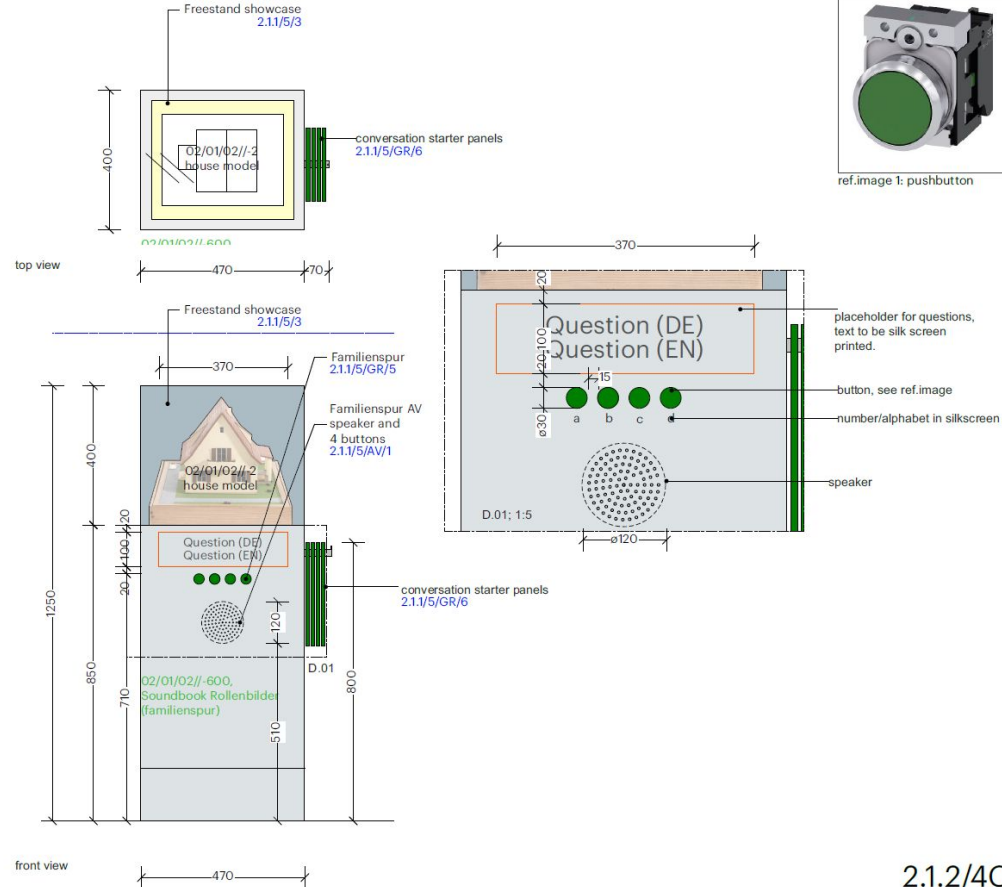 Freestand showcase
2.1.1/5/3
400
02/01/02//-2
house model
conversation starter panels
2.1.1/5/GR/6
02/01/02//-600
top view
470
70
ref.image 1: pushbutton
Freestand showcase
2.1.1/5/3
370
Familienspur
2.1.1/5/GR/5
Familienspur AV
speaker and
4 buttons
2.1.1/5/AV/1
400
02/01/02//-2
house model
20
100
20
Question (DE)
Question (EN)
conversation starter panels
2.1.1/5/GR/6
120
D.01
1250
850
710
510
800
02/01/02//-600,
Soundbook Rollenbilder
(familienspur)
front view
470
370
20
100
20
Question (DE)
Question (EN)
placeholder for questions,
text to be silk screen
printed.
15
button, see ref.image
ø30
a b c d
number/alphabet in silkscreen
speaker
D.01; 1:5
ø120